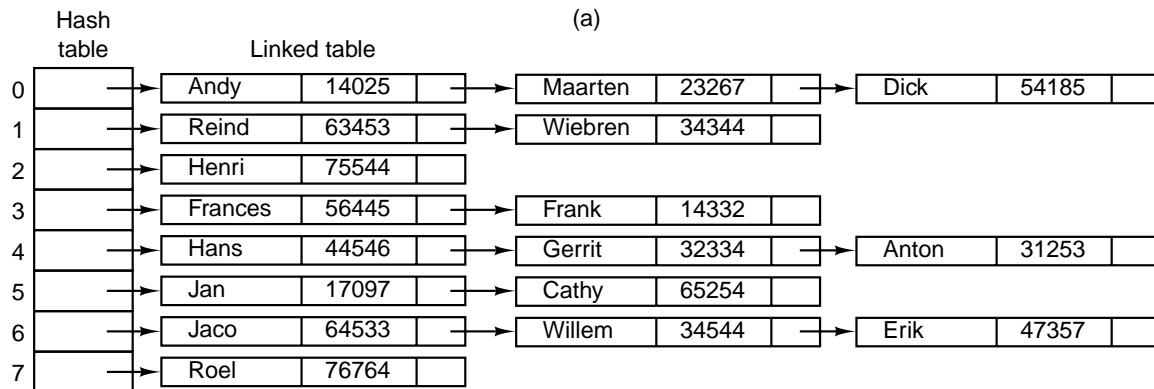 (a)
Hash
table
Linked table
0 Andy 14025 Maarten 23267 Dick 54185
1 Reind 63453 Wiebren 34344
2 Henri 75544
3 Frances 56445 Frank 14332
4 Hans 44546 Gerrit 32334 Anton 31253
5 Jan 17097 Cathy 65254
6 Jaco 64533 Willem 34544 Erik 47357
7 Roel 76764